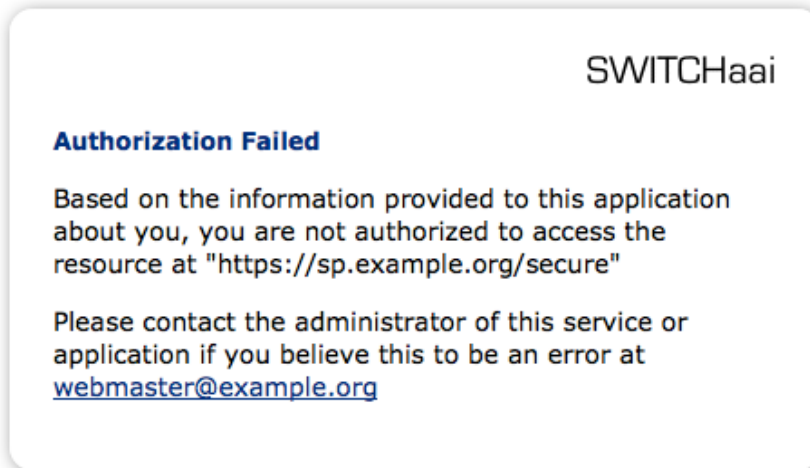 SWITCHaai
Authorization Failed
Based on the information provided to this application
about you, you are not authorized to access the
resource at "https://sp.example.org/secure"
Please contact the administrator of this service or
application if you believe this to be an error at
webmaster@example.org